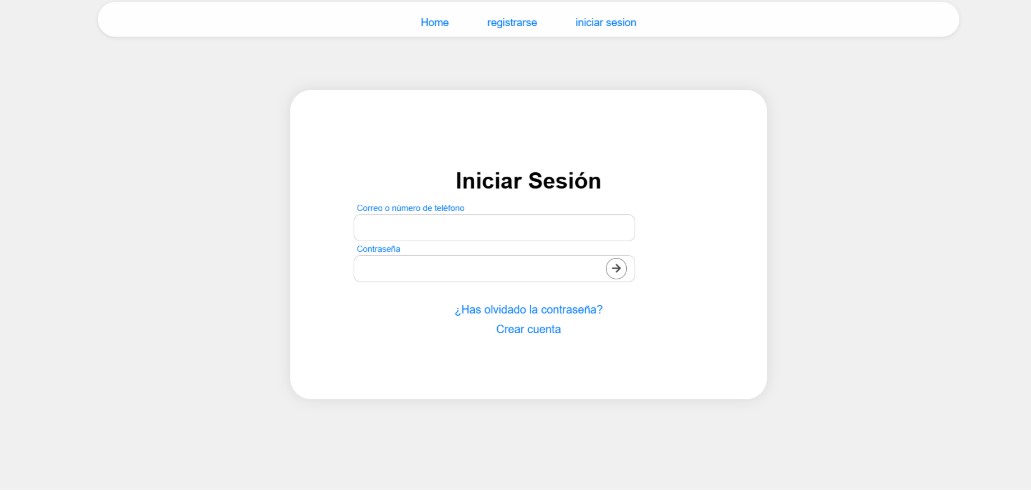 Home registrarse iniciar sesion
Iniciar Sesión
Correo o número de teléfono
Contraseña
¿Has olvidado la contraseña?
Crear cuenta